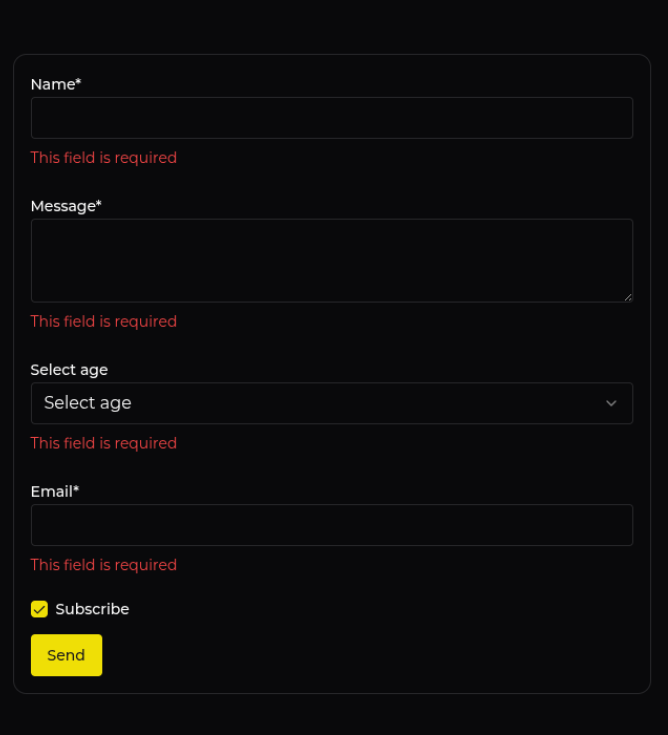 Name*
This field is required
Message*
This field is required
Select age
Select age
This field is required
Email*
This field is required
Subscribe
Send